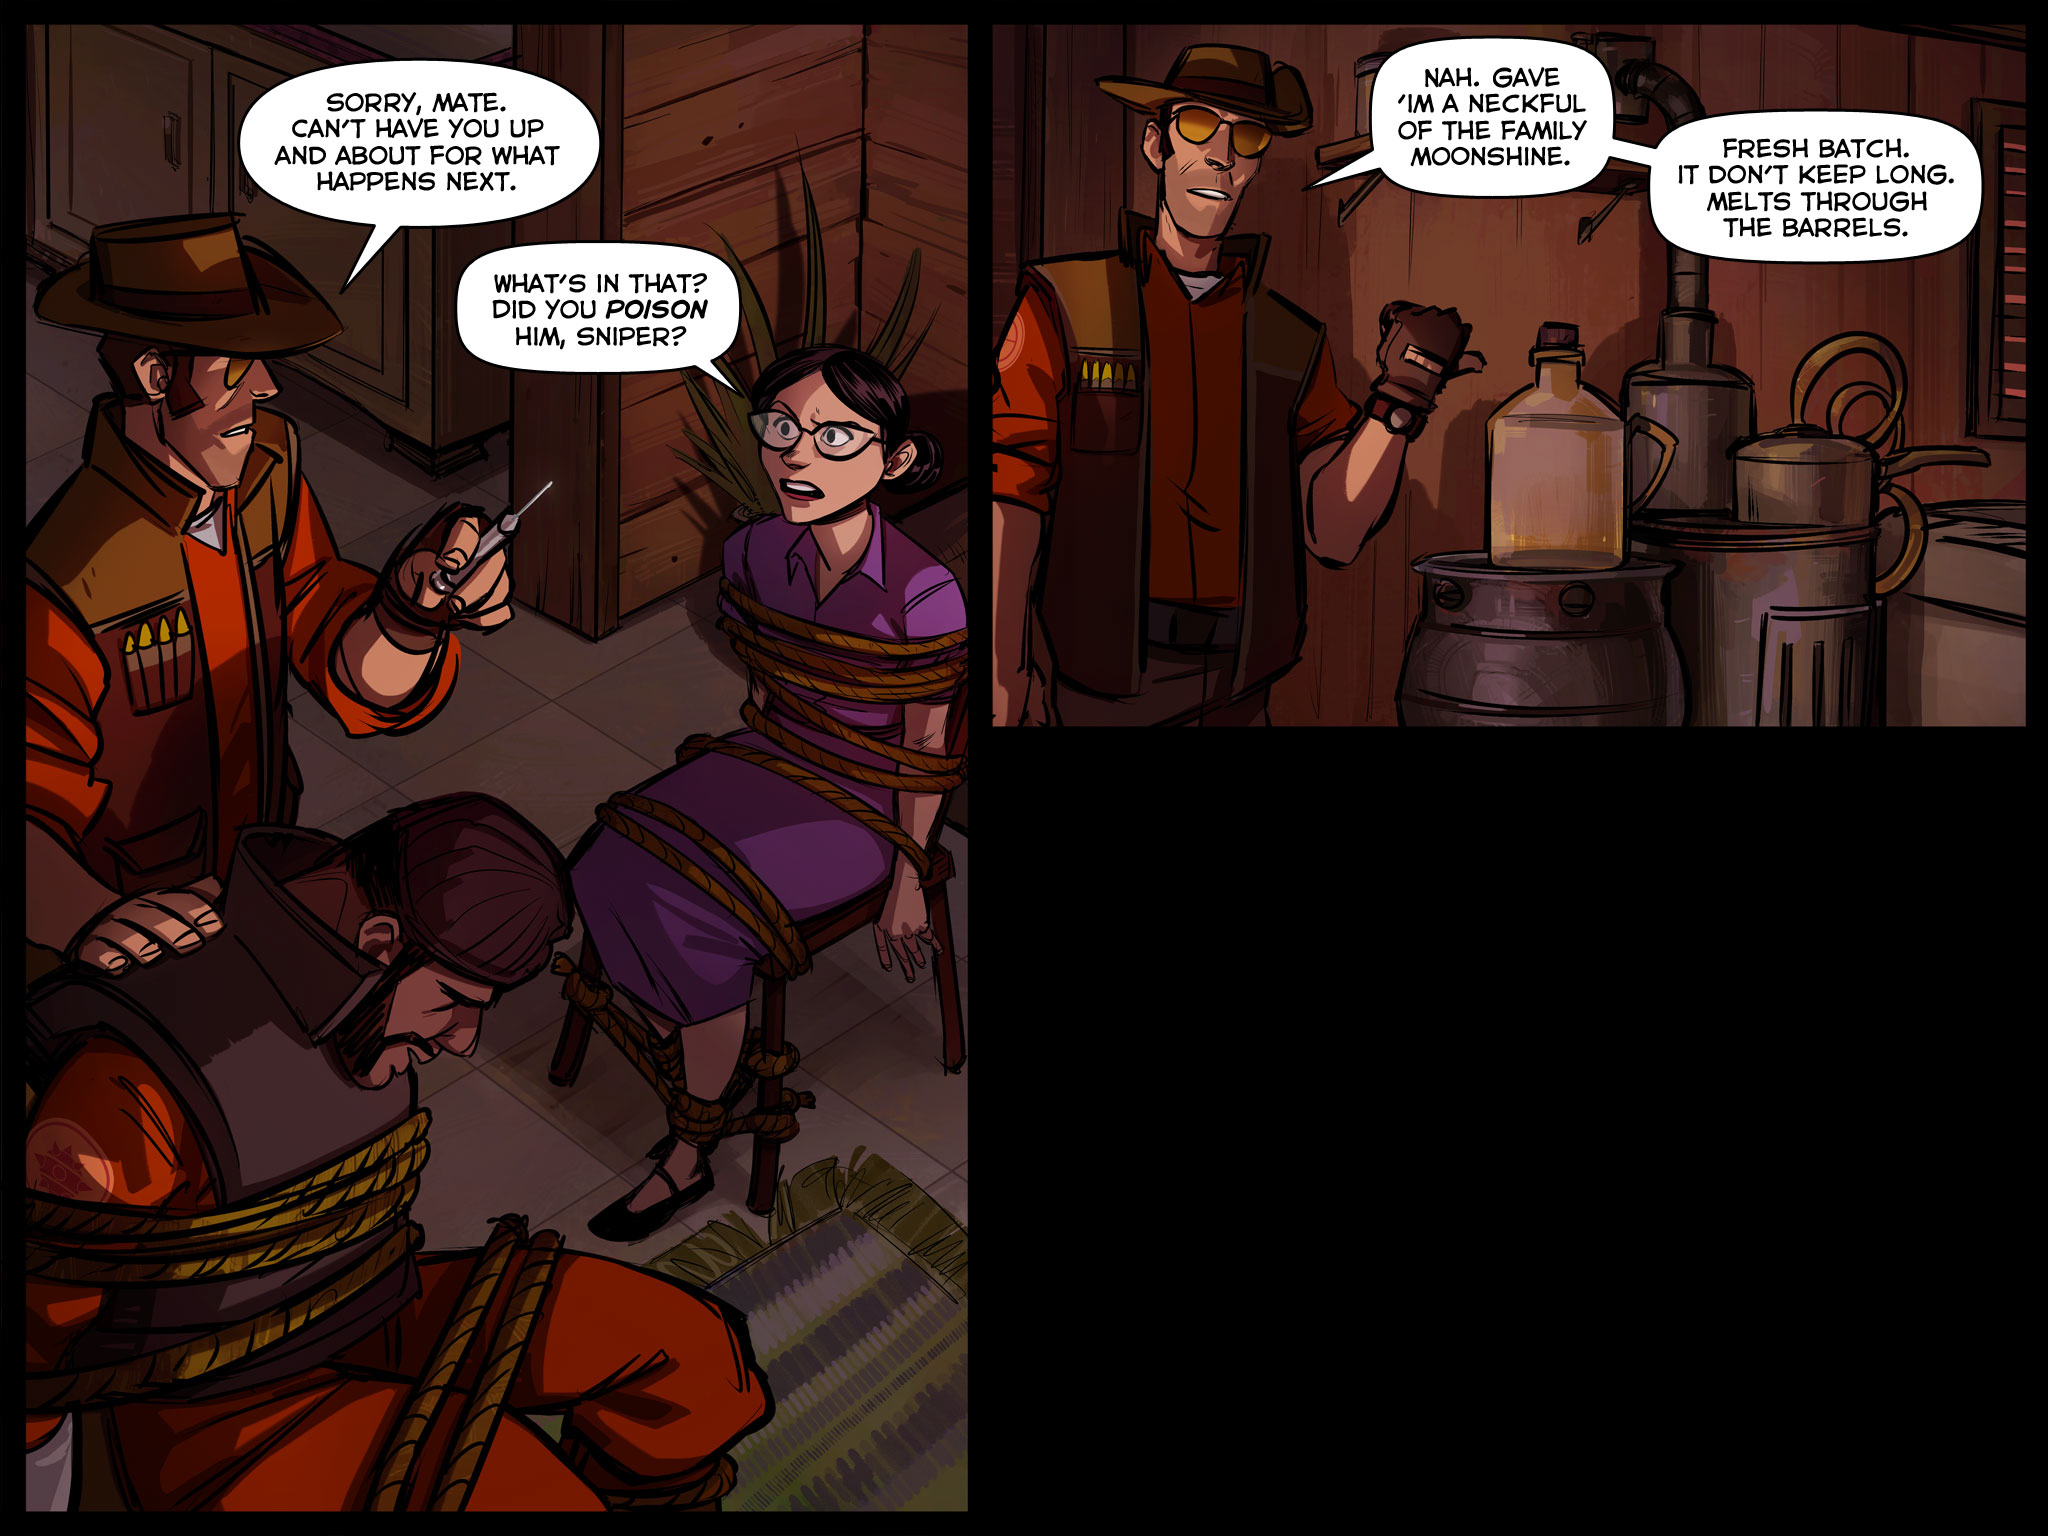 SORRY, MATE.
CAN'T HAVE YOU UP
AND ABOUT FOR WHAT
HAPPENS NEXT.
WHAT'S IN THAT?
DID YOU POISON
HIM, SNIPER?
NAH. GAVE
'IM A NECKFUL
OF THE FAMILY
MOONSHINE.
FRESH BATCH.
IT DON'T KEEP LONG.
MELTS THROUGH
THE BARRELS.